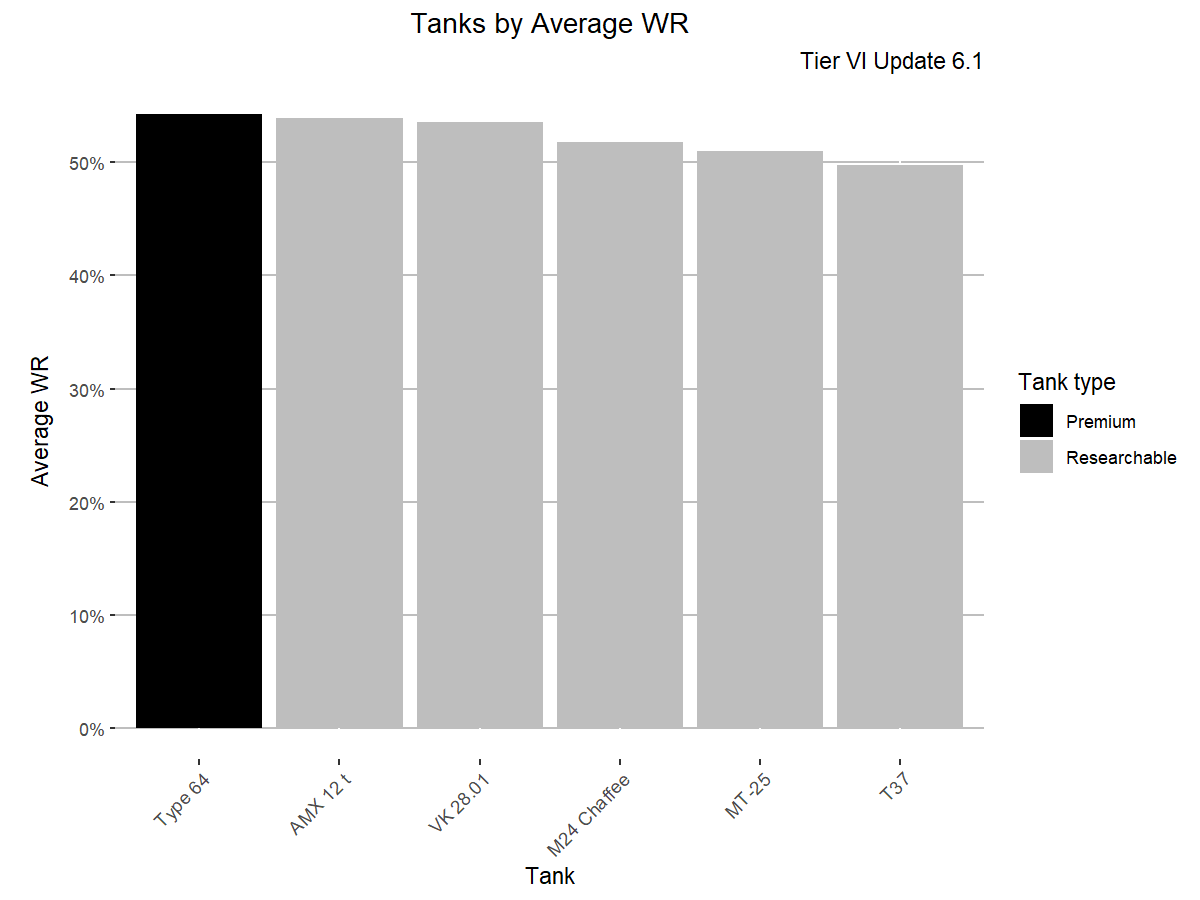 Tanks by Average WR
Tier VI Update 6.1
50%
40%
30%
20%
10%
0%
Average WR
Type 64
AMX 12 t
VK 28.01
M24 Chaffee
MT-25
T37
Tank
Tank type
Premium
Researchable